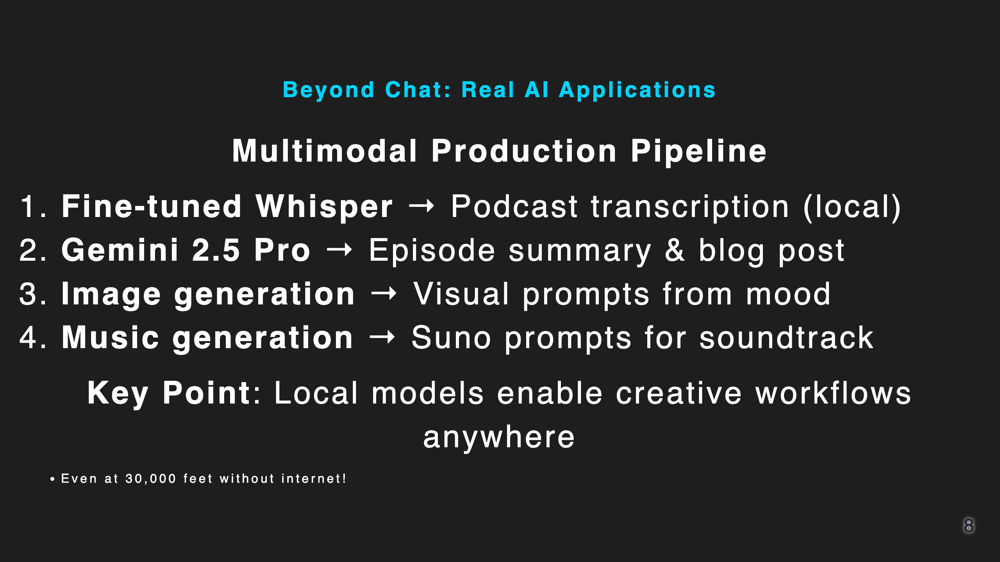 Beyond Chat: Real AI Applications
Multimodal Production Pipeline
1. Fine-tuned Whisper → Podcast transcription (local)
2. Gemini 2.5 Pro → Episode summary & blog post
3. Image generation → Visual prompts from mood
4. Music generation → Suno prompts for soundtrack
Key Point: Local models enable creative workflows
anywhere
• Even at 30,000 feet without internet!
8